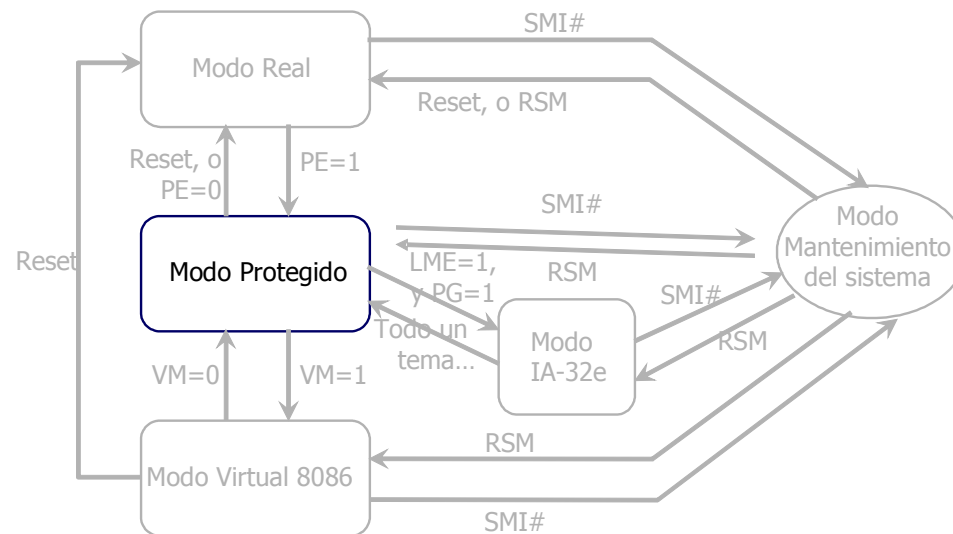 SMI#
Modo Real
Reset, o RSM
Reset, o
PE=0
PE=1
SMI#
Modo
Mantenimiento
del sistema
Reset
Modo Protegido
LME=1,
y PG=1
RSM
SMI#
Todo un
tema...
Modo
IA-32e
RSM
VM=0
VM=1
RSM
Modo Virtual 8086
SMI#